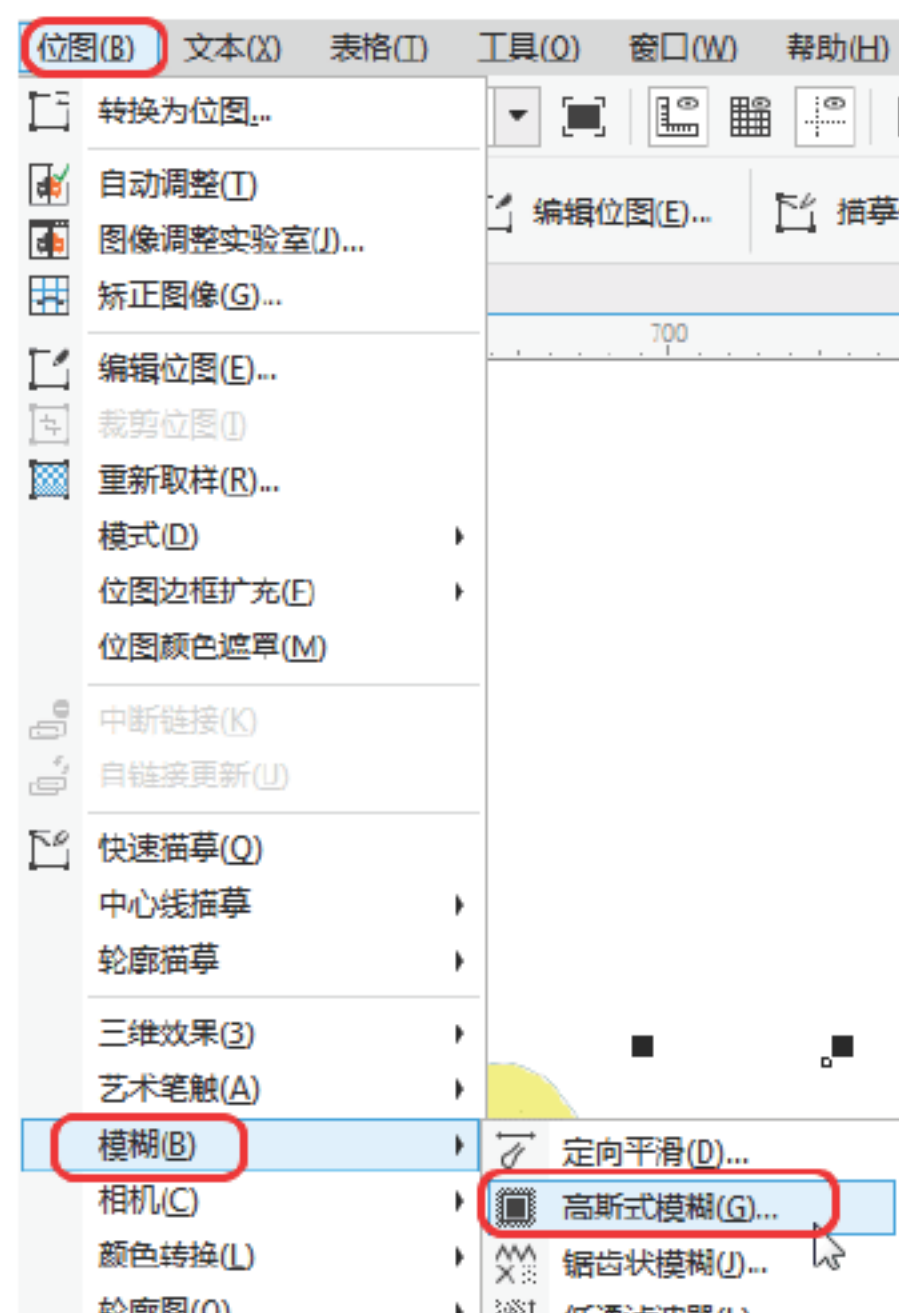 位图(B) 文本(X) 表格(T) 工具(O) 窗口(W) 帮助(H)
转换为位图...
自动调整(T)
图像调整实验室(J)...
编辑位图(E)... 描摹
矫正图像(G)...
700
编辑位图(E)...
裁剪位图(I)
重新取样(R)...
模式(D)
位图边框扩充(F)
位图颜色遮罩(M)
中断链接(K)
自链接更新(U)
快速描摹(Q)
中心线描摹
轮廓描摹
三维效果(3)
艺术笔触(A)
模糊(B)
定向平滑(D)...
相机(C)
高斯式模糊(G)...
颜色转换(L)
锯齿状模糊(J)...
轮廓图(O)